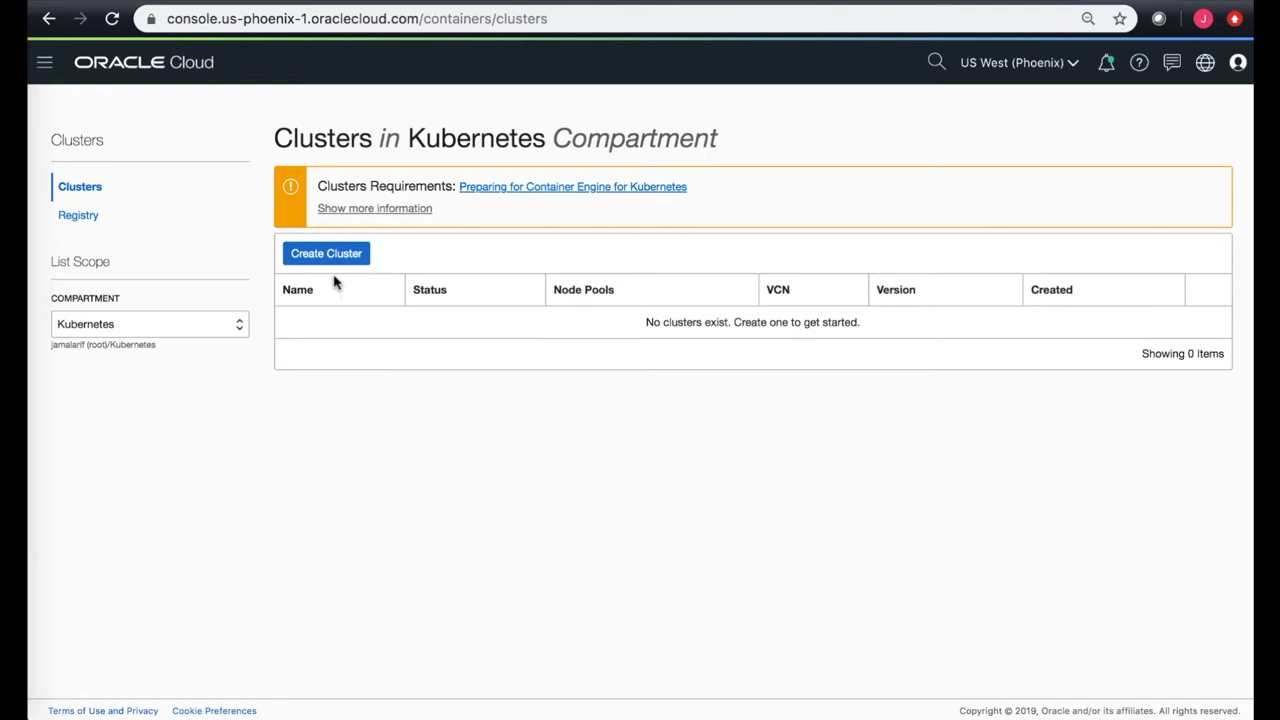 console.us-phoenix-1.oraclecloud.com/containers/clusters
J
ORACLE Cloud
US West (Phoenix)
Clusters
Clusters
Registry
List Scope
COMPARTMENT
Kubernetes
jamalarif (root)/Kubernetes
Clusters in Kubernetes Compartment
Clusters Requirements: Preparing for Container Engine for Kubernetes
Show more information
Create Cluster
Name Status Node Pools VCN Version Created
No clusters exist. Create one to get started.
Showing 0 Items
Terms of Use and Privacy Cookie Preferences
Copyright © 2019, Oracle and/or its affiliates. All rights reserved.